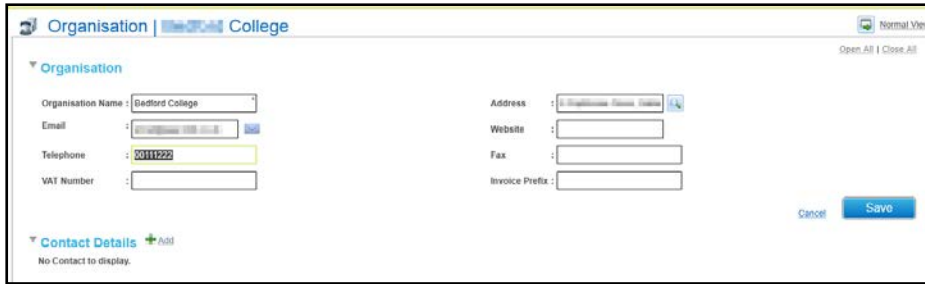 Organisation | College
Normal Vie
Open All | Close All
Organisation
Organisation Name : Bedford College *
Address :
Email :
Website :
Telephone : 00111222
Fax :
VAT Number :
Invoice Prefix :
Cancel Save
Contact Details Add
No Contact to display.